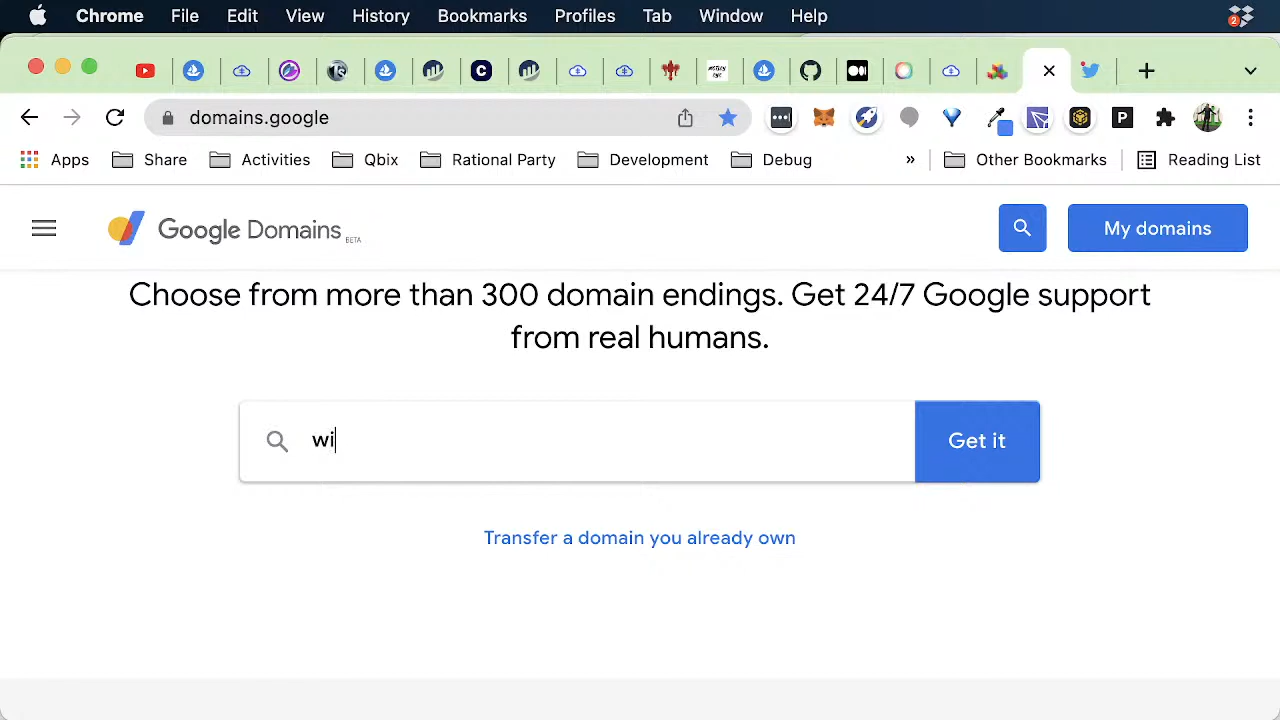 Chrome File Edit View History Bookmarks Profiles Tab Window Help
2
C
domains.google
P
Apps Share Activities Qbix Rational Party Development Debug » Other Bookmarks Reading List
Google Domains BETA
My domains
Choose from more than 300 domain endings. Get 24/7 Google support
from real humans.
wi
Get it
Transfer a domain you already own